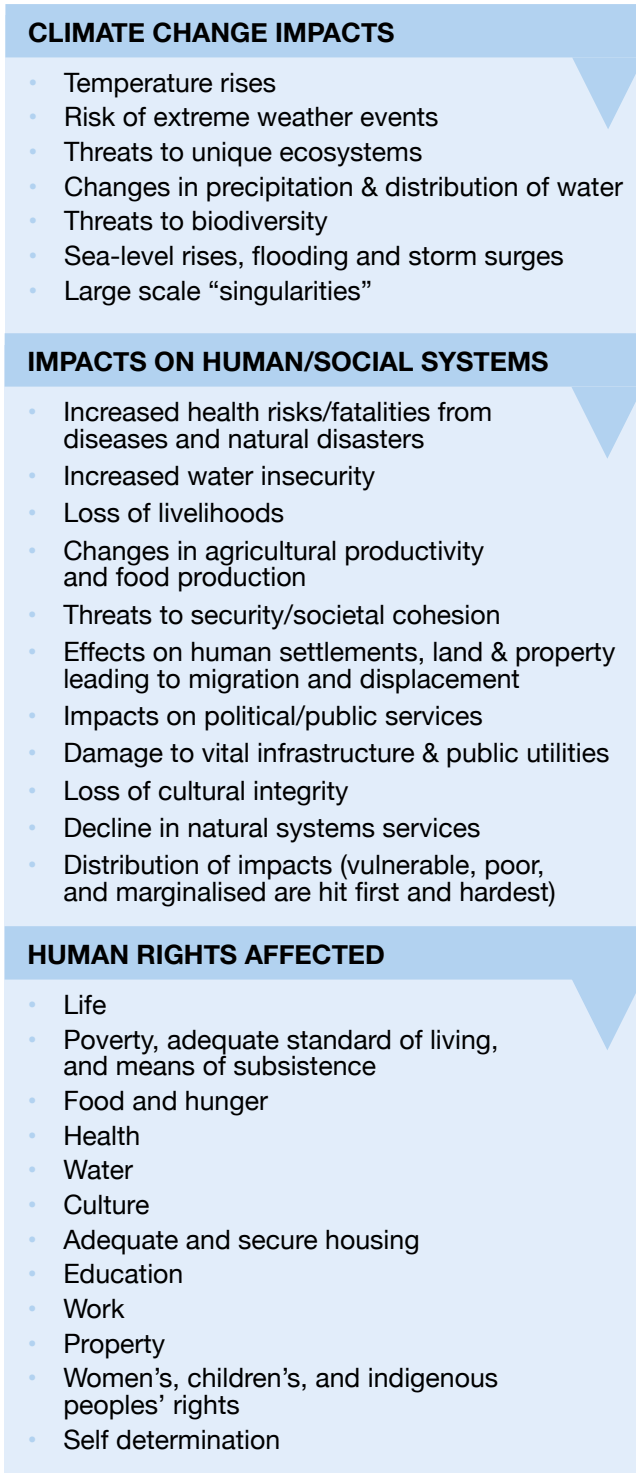 CLIMATE CHANGE IMPACTS
• Temperature rises
• Risk of extreme weather events
• Threats to unique ecosystems
• Changes in precipitation & distribution of water
• Threats to biodiversity
• Sea-level rises, flooding and storm surges
• Large scale “singularities”
IMPACTS ON HUMAN/SOCIAL SYSTEMS
• Increased health risks/fatalities from
diseases and natural disasters
• Increased water insecurity
• Loss of livelihoods
• Changes in agricultural productivity
and food production
• Threats to security/societal cohesion
• Effects on human settlements, land & property
leading to migration and displacement
• Impacts on political/public services
• Damage to vital infrastructure & public utilities
• Loss of cultural integrity
• Decline in natural systems services
• Distribution of impacts (vulnerable, poor,
and marginalised are hit first and hardest)
HUMAN RIGHTS AFFECTED
• Life
• Poverty, adequate standard of living,
and means of subsistence
• Food and hunger
• Health
• Water
• Culture
• Adequate and secure housing
• Education
• Work
• Property
• Women’s, children’s, and indigenous
peoples’ rights
• Self determination